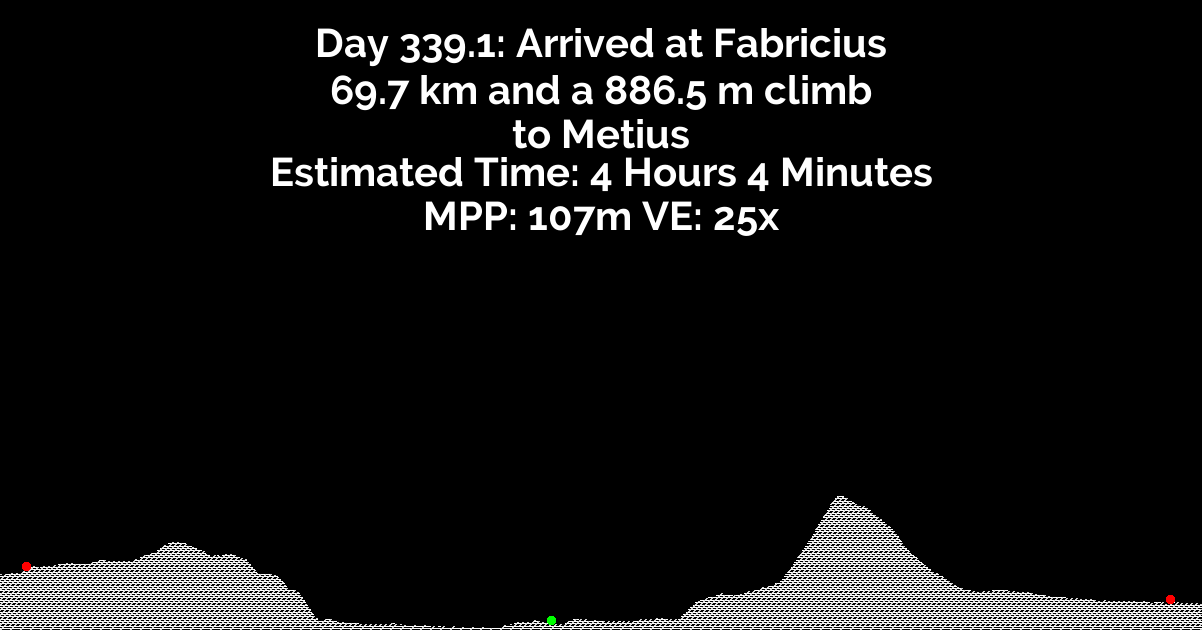 Day 339.1: Arrived at Fabricius
69.7 km and a 886.5 m climb
to Metius
Estimated Time: 4 Hours 4 Minutes
MPP: 107m VE: 25x